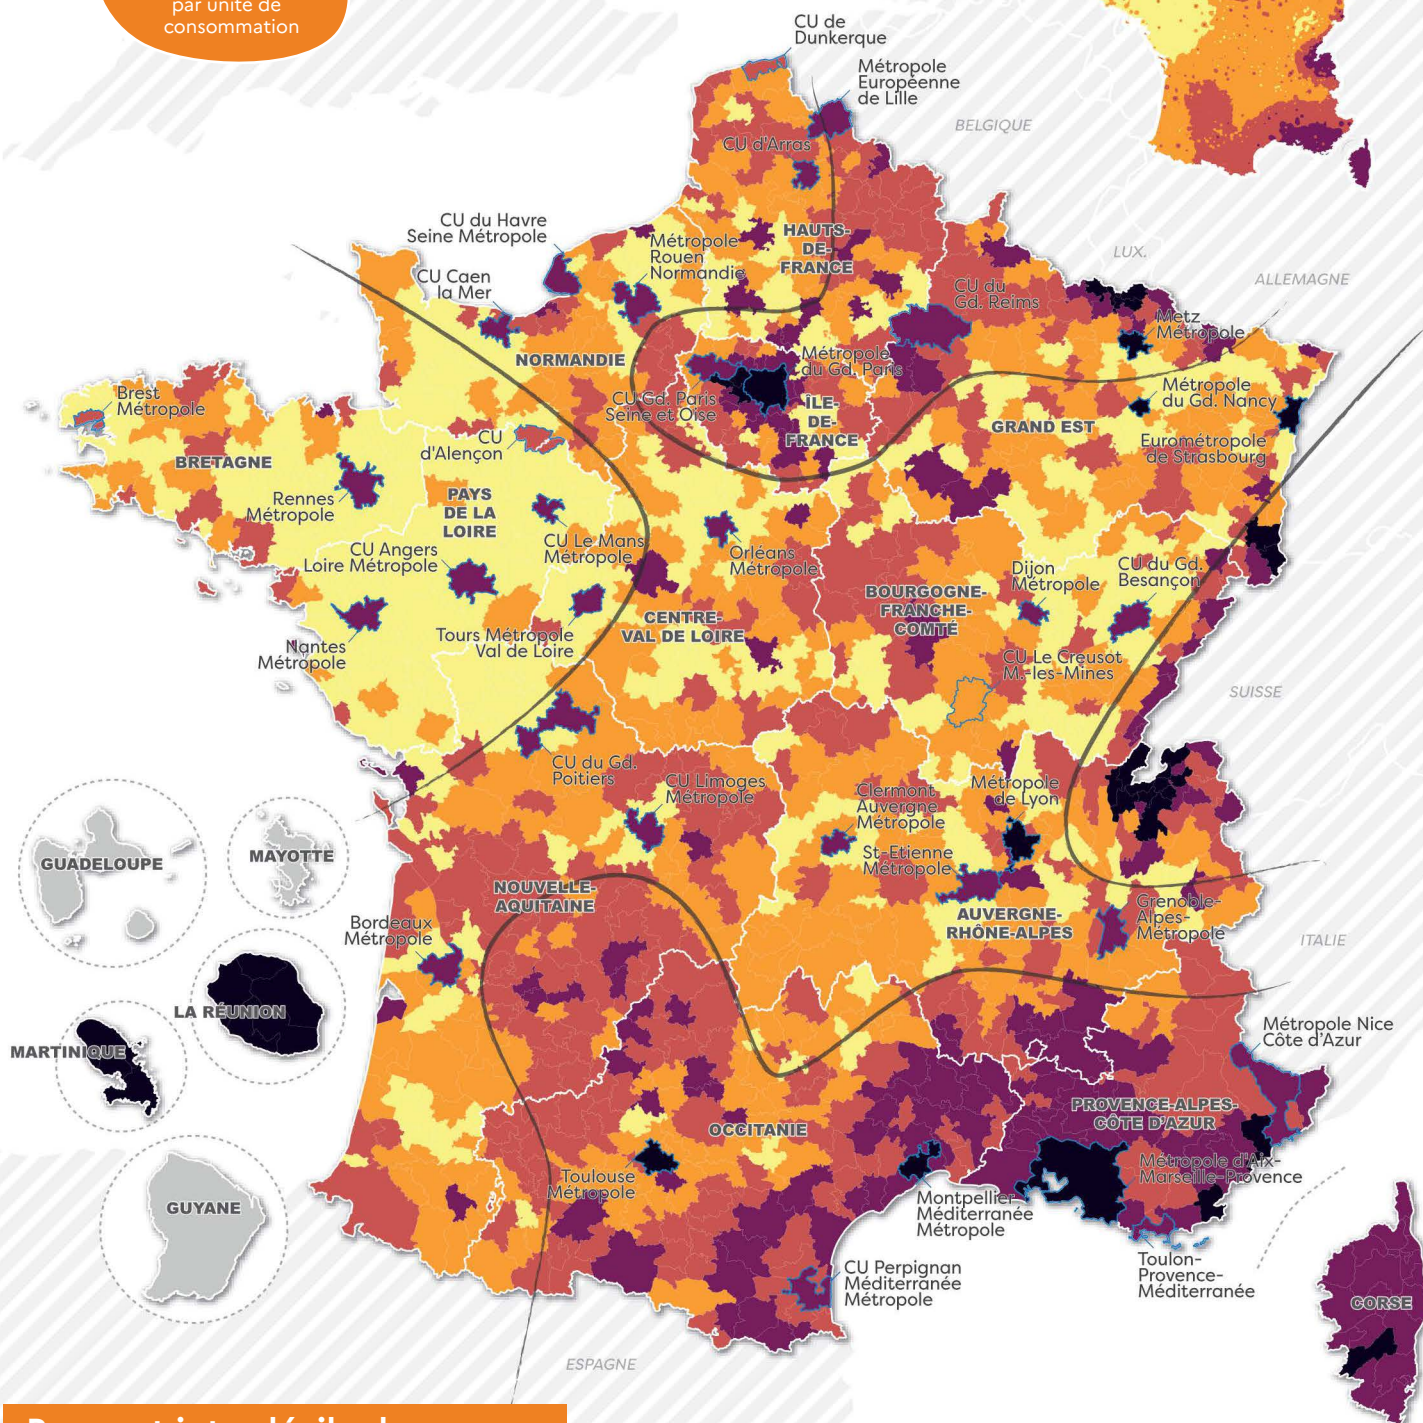 par unité de
consommation
CU de
Dunkerque
Métropole
Européenne
de Lille
BELGIQUE
CU d'Arras
CU du Havre
Seine Métropole
Métropole
Rouen
Normandie
HAUTS-
DE-
FRANCE
LUX.
ALLEMAGNE
CU Caen
la Mer
CU du
Gd. Reims
Metz
Métropole
NORMANDIE
Métropole
du Gd. Paris
CU Gd. Paris
Seine et Oise
ÎLE-
DE-
FRANCE
Métropole
du Gd. Nancy
Brest
Métropole
GRAND EST
CU
d'Alençon
Eurométropole
de Strasbourg
BRETAGNE
Rennes
Métropole
PAYS
DE LA
LOIRE
CU Le Mans
Métropole
Orléans
Métropole
CU Angers
Loire Métropole
Dijon
Métropole
CU du Gd.
Besançon
BOURGOGNE-
FRANCHE-
COMTÉ
CENTRE-
VAL DE LOIRE
Tours Métropole
Val de Loire
Nantes
Métropole
CU Le Creusot
M.-les-Mines
SUISSE
CU du Gd.
Poitiers
CU Limoges
Métropole
Clermont
Auvergne
Métropole
Métropole
de Lyon
St-Etienne
Métropole
GUADELOUPE
MAYOTTE
NOUVELLE-
AQUITAINE
AUVERGNE-
RHÔNE-ALPES
Grenoble-
Alpes-
Métropole
Bordeaux
Métropole
ITALIE
LA RÉUNION
MARTINIQUE
Métropole Nice
Côte d'Azur
PROVENCE-ALPES-
CÔTE D'AZUR
OCCITANIE
Toulouse
Métropole
Métropole d'Aix-
Marseille-Provence
GUYANE
Montpellier
Méditerranée
Métropole
Toulon-
Provence-
Méditerranée
CU Perpignan
Méditerranée
Métropole
CORSE
ESPAGNE